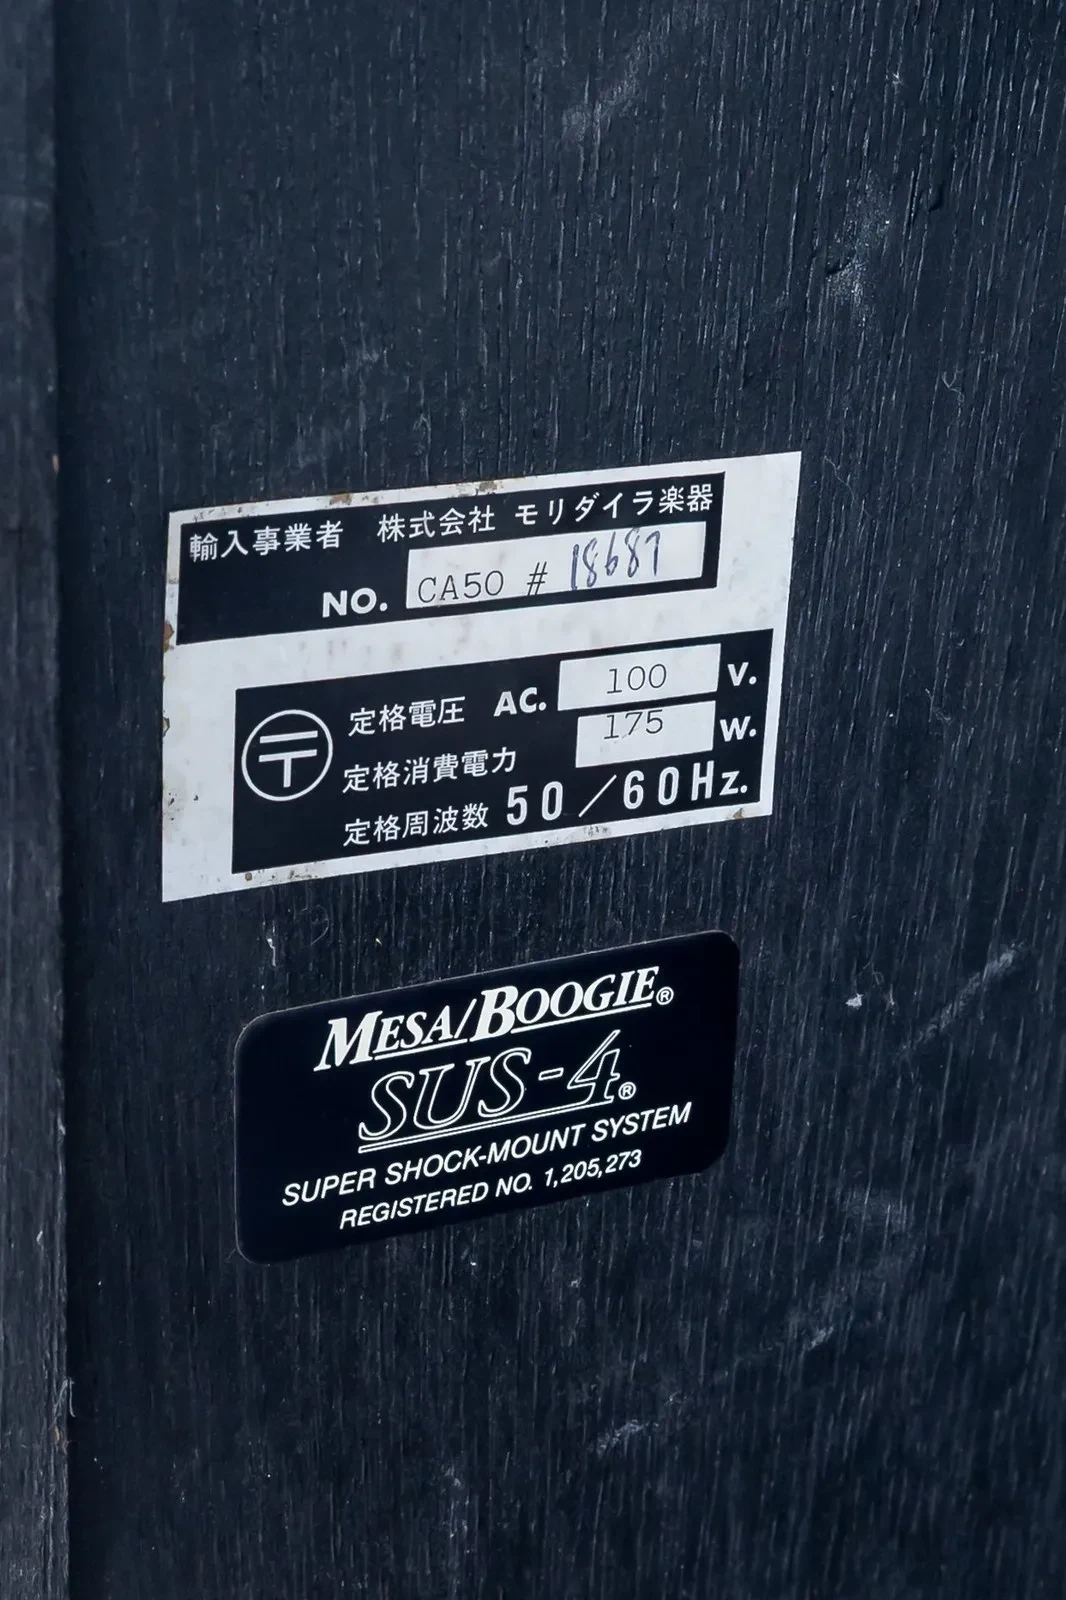 輸入事業者 株式会社 モリダイラ楽器
NO. CA50 # 18687
定格電圧 AC. 100 V.
定格消費電力 175 W.
定格周波数 50/60Hz.
MESA/BOOGIE®
SUS-4®
SUPER SHOCK-MOUNT SYSTEM
REGISTERED NO. 1,205,273